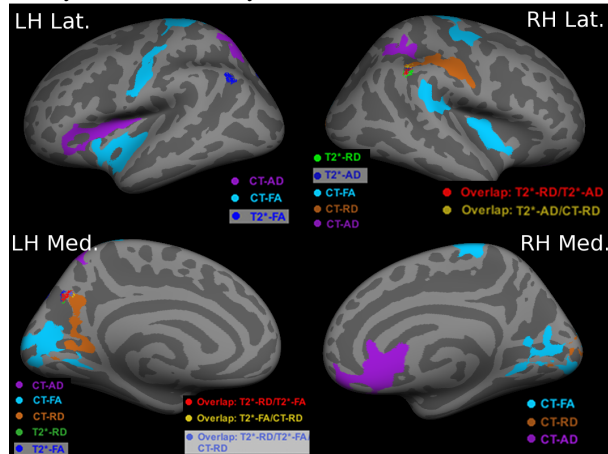 LH Lat.
RH Lat.
CT-AD
CT-FA
T2*-FA
T2*-RD
T2*-AD
CT-FA
CT-RD
CT-AD
Overlap: T2*-RD/T2*-AD
Overlap: T2*-AD/CT-RD
LH Med.
RH Med.
CT-AD
CT-FA
CT-RD
T2*-RD
T2*-FA
Overlap: T2*-RD/T2*-FA
Overlap: T2*-FA/CT-RD
Overlap: T2*-RD/T2*-FA/
CT-RD
CT-FA
CT-RD
CT-AD